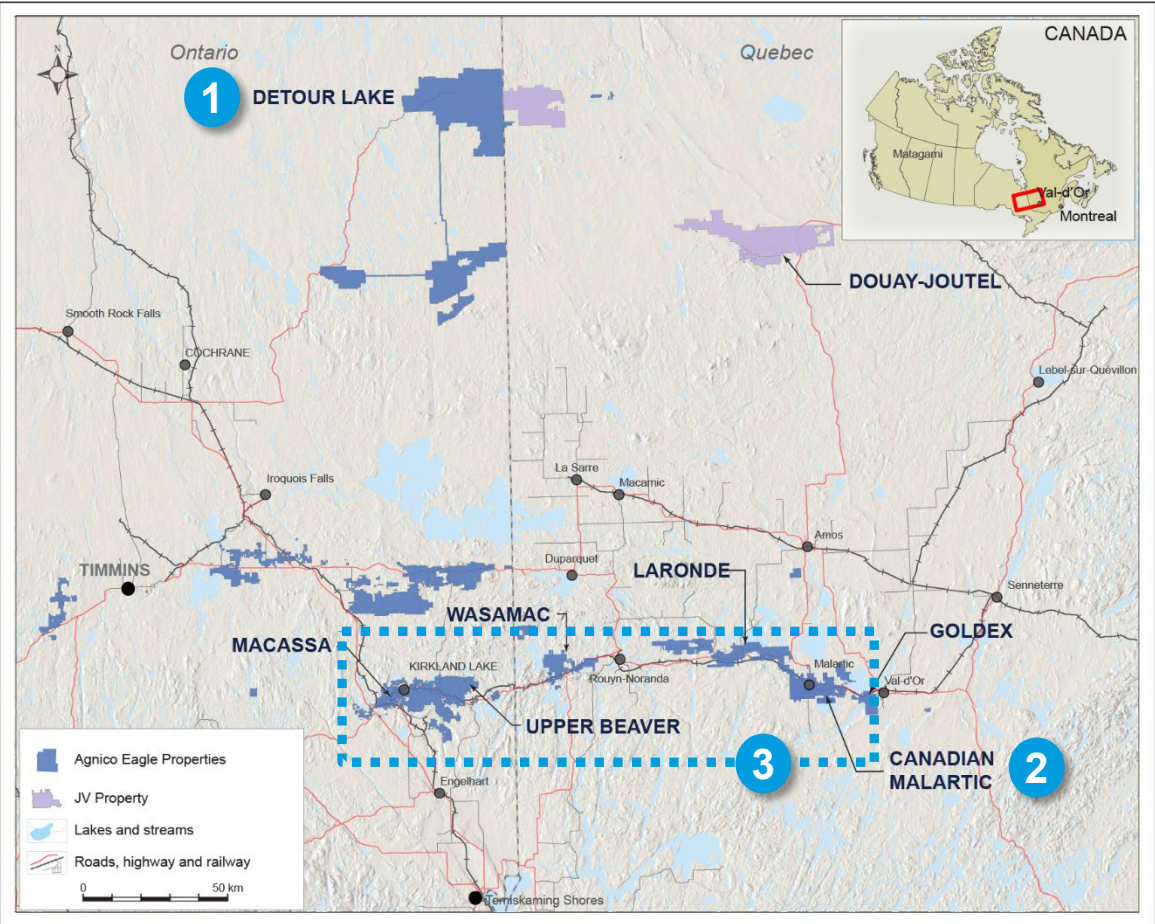 Ontario
Quebec
CANADA
N
1
DETOUR LAKE
Matagami
Val-d'Or
Montreal
DOUAY-JOUTEL
Smooth Rock Falls
COCHRANE
Lebel-sur-Quévillon
Iroquois Falls
La Sarre
Macamic
Amos
TIMMINS
Duparquet
LARONDE
Senneterre
WASAMAC
MACASSA
GOLDEX
KIRKLAND LAKE
Rouyn-Noranda
Malartic
Val-d'Or
UPPER BEAVER
3
CANADIAN
MALARTIC
2
Agnico Eagle Properties
JV Property
Lakes and streams
Roads, highway and railway
0 50 km
Engelhart
Temiskaming Shores